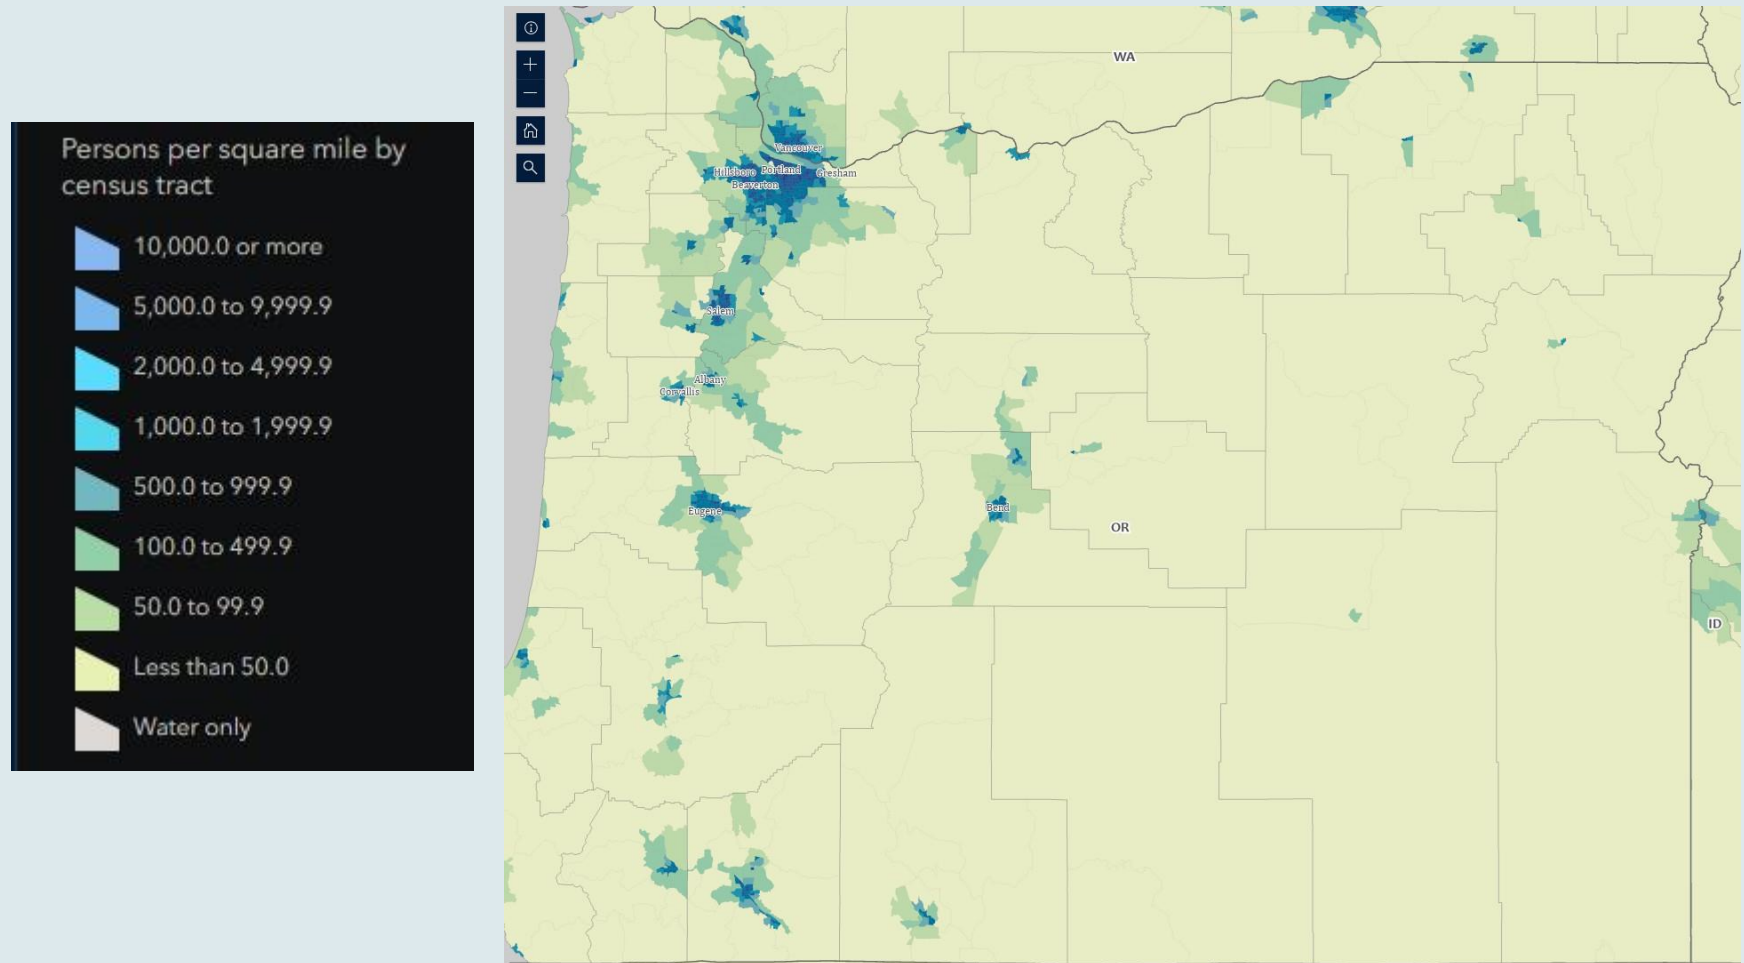 Persons per square mile by
census tract
10,000.0 or more
5,000.0 to 9,999.9
2,000.0 to 4,999.9
1,000.0 to 1,999.9
500.0 to 999.9
100.0 to 499.9
50.0 to 99.9
Less than 50.0
Water only
WA
Vancouver
Hillsboro Portland Gresham
Beaverton
Salem
Albany
Corvallis
Eugene
Bend
OR
ID